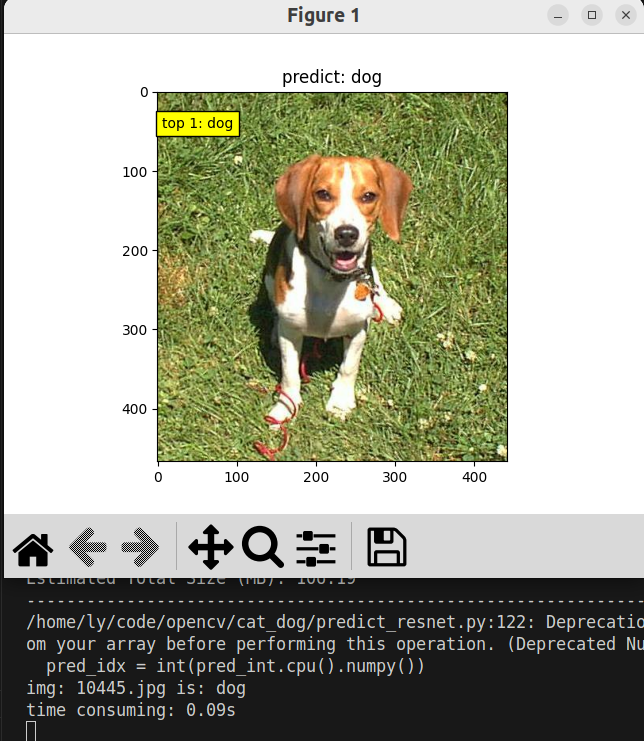 Figure 1
predict: dog
top 1: dog
0
100
200
300
400
0 100 200 300 400
Estimated Total Size (MB): 106.19
----------------------------------------------------------------
/home/ly/code/opencv/cat_dog/predict_resnet.py:122: Deprecatio
om your array before performing this operation. (Deprecated Nu
pred_idx = int(pred_int.cpu().numpy())
img: 10445.jpg is: dog
time consuming: 0.09s